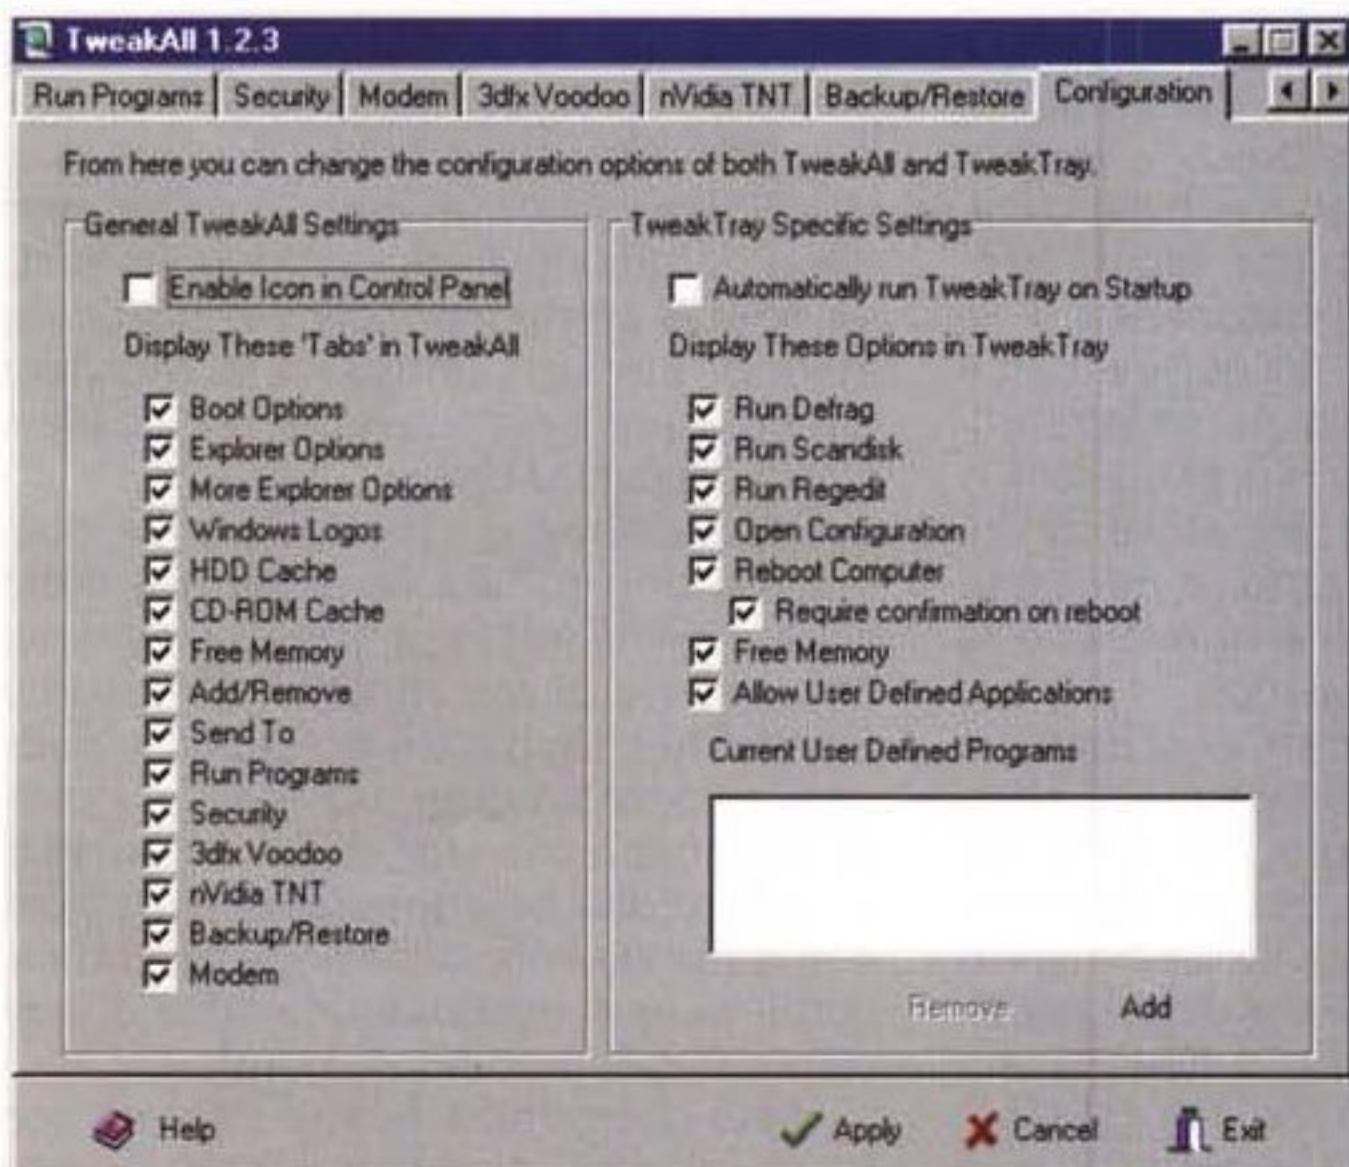 TweakAll 1.2.3
Run Programs Security Modem 3dfx Voodoo nVidia TNT Backup/Restore Configuration
From here you can change the configuration options of both TweakAll and TweakTray.
General TweakAll Settings
Enable Icon in Control Panel
Display These 'Tabs' in TweakAll
Boot Options
Explorer Options
More Explorer Options
Windows Logos
HDD Cache
CD-ROM Cache
Free Memory
Add/Remove
Send To
Run Programs
Security
3dfx Voodoo
nVidia TNT
Backup/Restore
Modem
TweakTray Specific Settings
Automatically run TweakTray on Startup
Display These Options in TweakTray
Run Defrag
Run Scandisk
Run Regedit
Open Configuration
Reboot Computer
Require confirmation on reboot
Free Memory
Allow User Defined Applications
Current User Defined Programs
Remove Add
Help Apply Cancel Exit